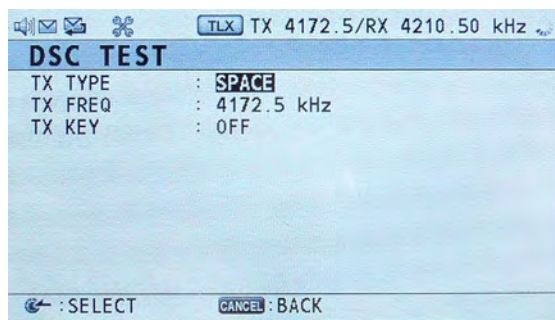 TLX TX 4172.5/RX 4210.50 kHz
DSC TEST
TX TYPE : SPACE
TX FREQ : 4172.5 kHz
TX KEY : OFF
:SELECT CANCEL:BACK